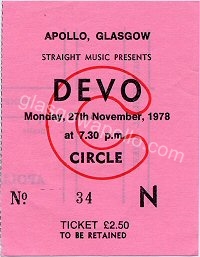 APOLLO, GLASGOW
STRAIGHT MUSIC PRESENTS
DEVO
Monday, 27th November, 1978
at 7.30 p.m.
CIRCLE
No 34 N
TICKET £2.50
TO BE RETAINED